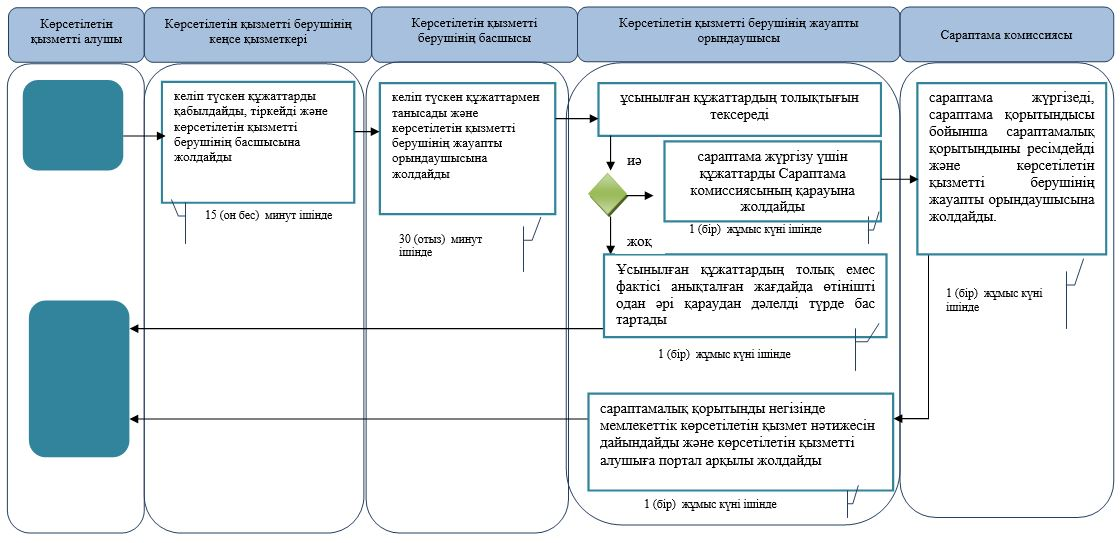 Көрсетілетін
қызметті алушы
Көрсетілетін қызметті берушінің
кеңсе қызметкері
Көрсетілетін қызметті
берушінің басшысы
Көрсетілетін қызметті берушінің жауапты
орындаушысы
Сараптама комиссиясы
келіп түскен құжаттарды
қабылдайды, тіркейді және
көрсетілетін қызметті
берушінің басшысына
жолдайды
15 (он бес) минут ішінде
келіп түскен құжаттармен
танысады және
көрсетілетін қызметті
берушінің жауапты
орындаушысына
жолдайды
30 (отыз) минут
ішінде
ұсынылған құжаттардың толықтығын
тексереді
иә
сараптама жүргізу үшін
құжаттарды Сараптама
комиссиясының қарауына
жолдайды
1 (бір) жұмыс күні ішінде
жоқ
Ұсынылған құжаттардың толық емес
фактісі анықталған жағдайда өтінішті
одан әрі қараудан дәлелді түрде бас
тартады
1 (бір) жұмыс күні ішінде
сараптама жүргізеді,
сараптама қорытындысы
бойынша сараптамалық
қорытындыны ресімдейді
және көрсетілетін
қызметті берушінің
жауапты орындаушысына
жолдайды.
1 (бір) жұмыс күні
ішінде
сараптамалық қорытынды негізінде
мемлекеттік көрсетілетін қызмет нәтижесін
дайындайды және көрсетілетін қызметті
алушыға портал арқылы жолдайды
1 (бір) жұмыс күні ішінде